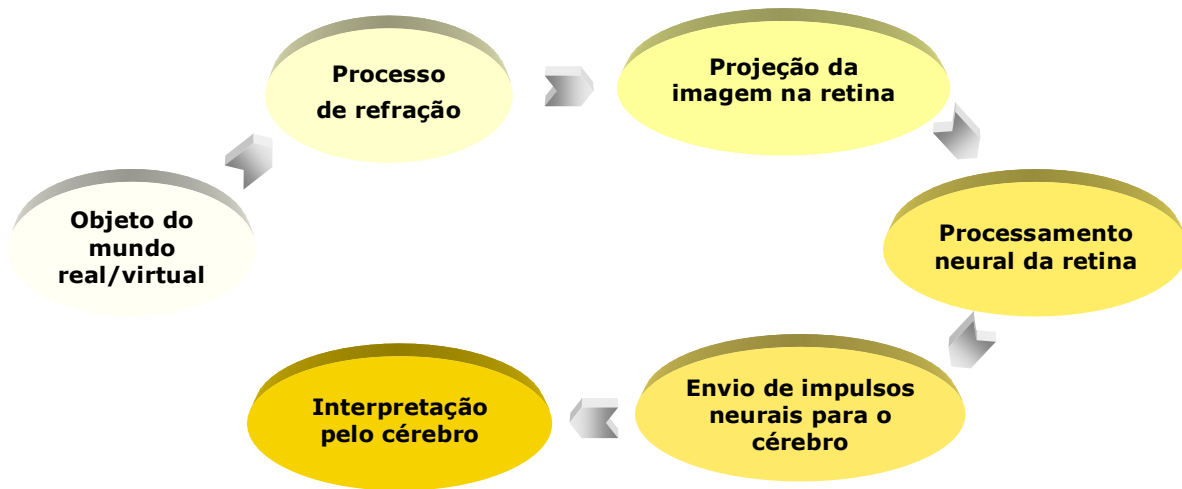 Objeto do
mundo
real/virtual
Processo
de refração
Projeção da
imagem na retina
Processamento
neural da retina
Envio de impulsos
neurais para o
cérebro
Interpretação
pelo cérebro